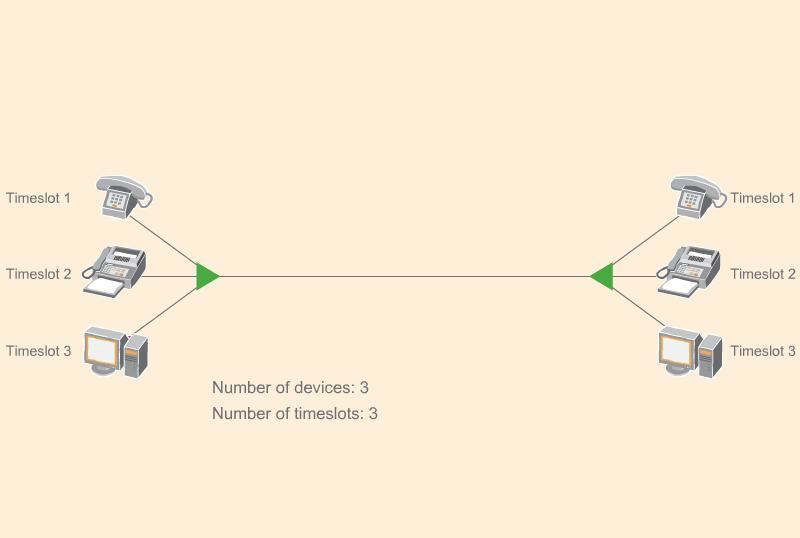 Timeslot 1
Timeslot 1
Timeslot 2
Timeslot 2
Timeslot 3
Timeslot 3
Number of devices: 3
Number of timeslots: 3